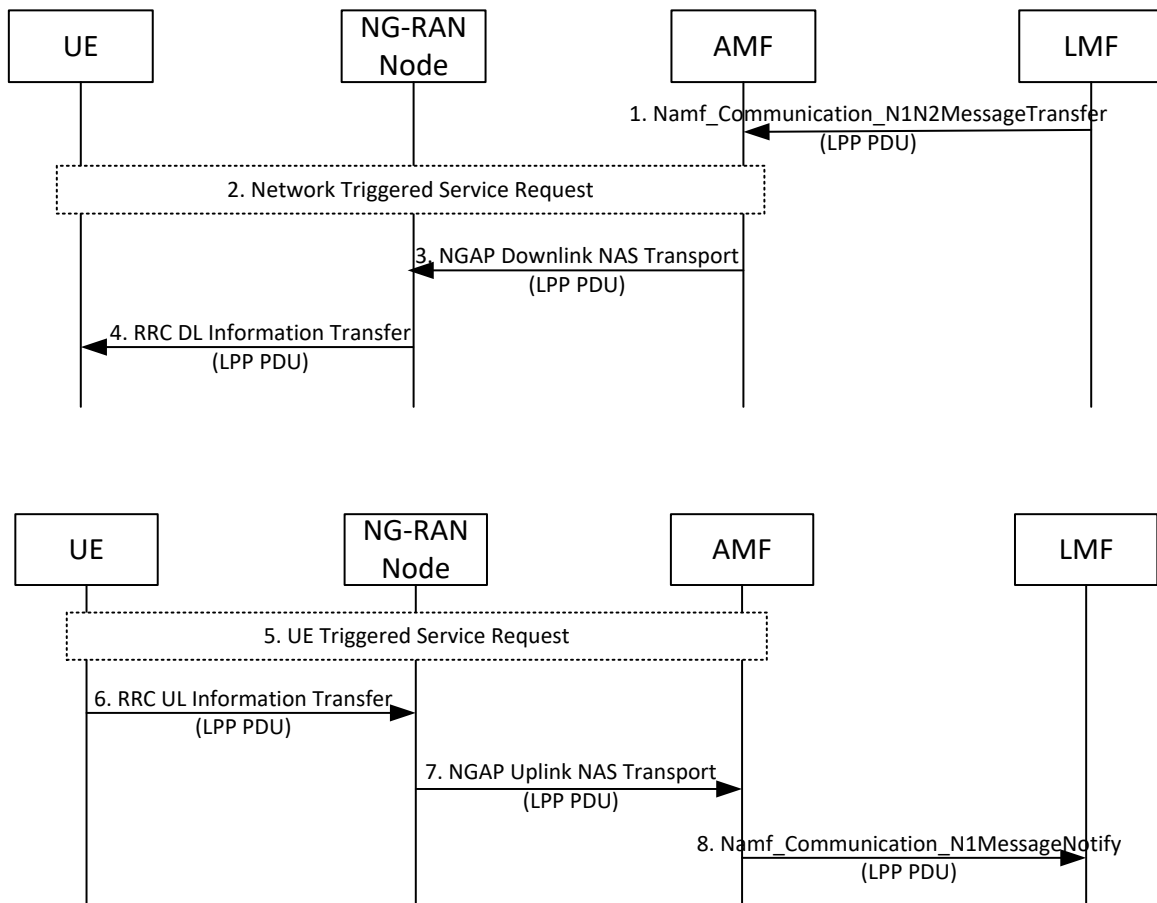 UE
NG-RAN
Node
AMF
LMF
1. Namf_Communication_N1N2MessageTransfer
(LPP PDU)
2. Network Triggered Service Request
3. NGAP Downlink NAS Transport
(LPP PDU)
4. RRC DL Information Transfer
(LPP PDU)
UE
NG-RAN
Node
AMF
LMF
5. UE Triggered Service Request
6. RRC UL Information Transfer
(LPP PDU)
7. NGAP Uplink NAS Transport
(LPP PDU)
8. Namf_Communication_N1MessageNotify
(LPP PDU)